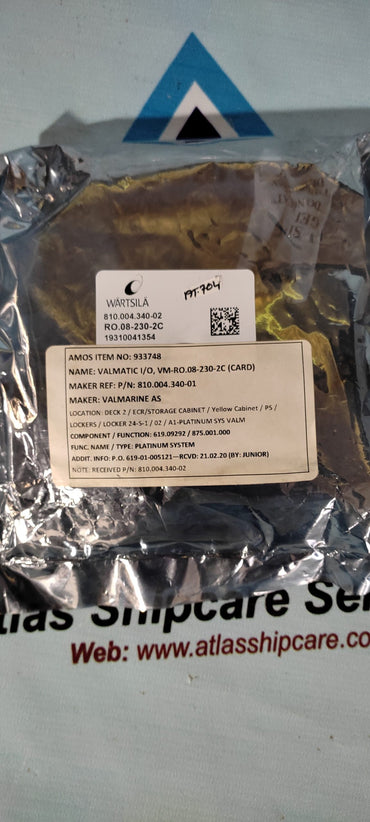 WÄRTSILÄ
197.704
810.004.340-02
RO.08-230-2C
19310041354
AMOS ITEM NO: 933748
NAME: VALMATIC I/O, VM-RO.08-230-2C (CARD)
MAKER REF: P/N: 810.004.340-01
MAKER: VALMARINE AS
LOCATION: DECK 2 / ECR/STORAGE CABINET / Yellow Cabinet / PS /
LOCKERS / LOCKER 24-S-1 / 02 / A1-PLATINUM SYS VALM
COMPONENT / FUNCTION: 619.09292 / 875.001.000
FUNC. NAME / TYPE: PLATINUM SYSTEM
ADDIT. INFO: P.O. 619-01-005121—RCVD: 21.02.20 (BY: JUNIOR)
NOTE: RECEIVED P/N: 810.004.340-02
tlas Shipcare Ser
Web: www.atlasshipcare.co